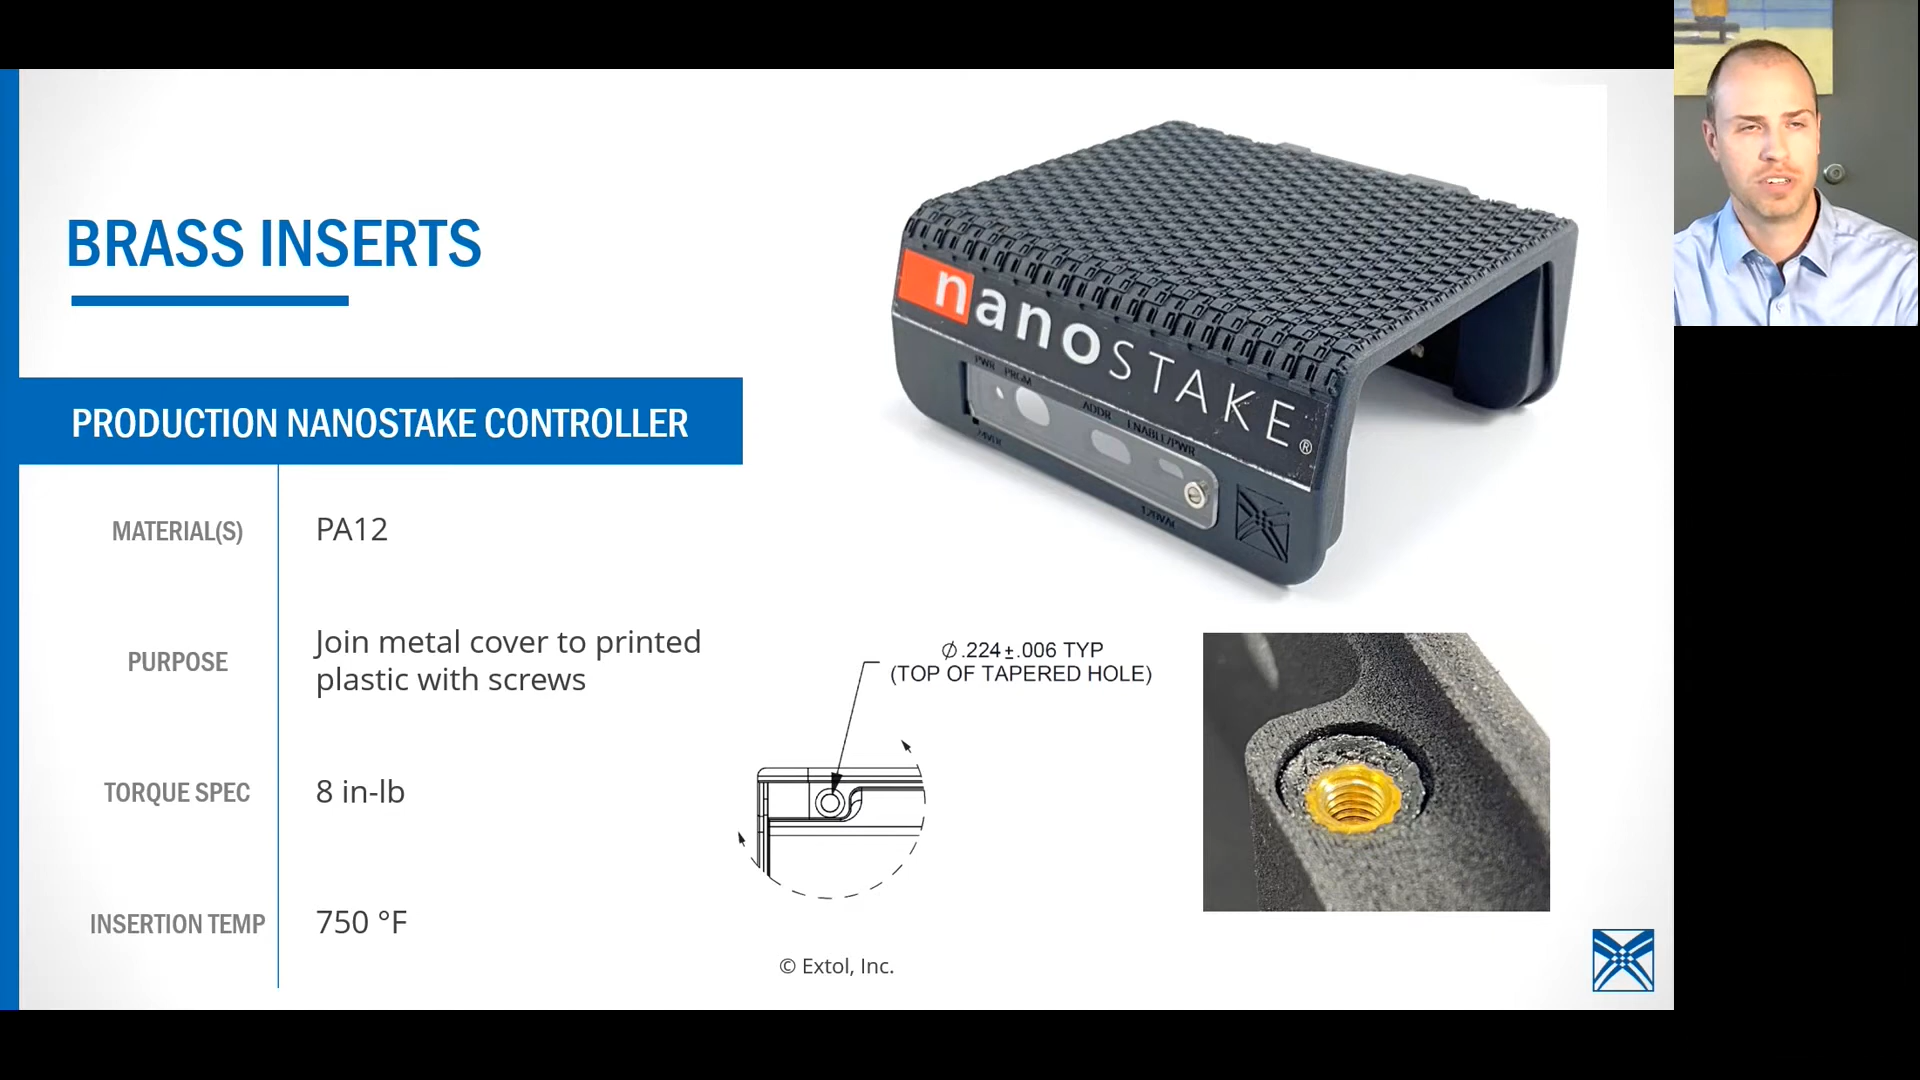 BRASS INSERTS
PRODUCTION NANOSTAKE CONTROLLER
MATERIAL(S)
PA12
PURPOSE
Join metal cover to printed
plastic with screws
TORQUE SPEC
8 in-lb
INSERTION TEMP
750 °F
nanoSTAKE®
PWR PRGM
ADDR ENABLE/PWR
24VDC
120VAC
Ø .224±.006 TYP
(TOP OF TAPERED HOLE)
© Extol, Inc.